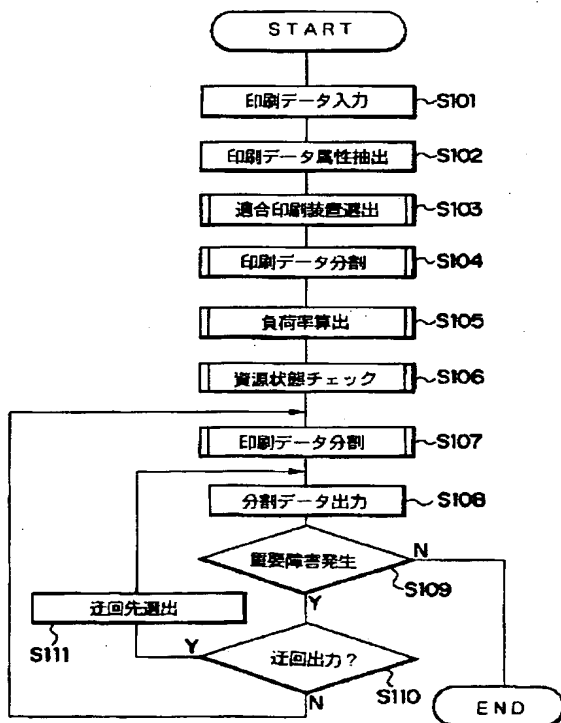 START
印刷データ入力 S101
印刷データ属性抽出 S102
適合印刷装置選出 S103
印刷データ分割 S104
負荷率算出 S105
資源状態チェック S106
印刷データ分割 S107
分割データ出力 S108
重要障害発生 N
S109
Y
迂回先選出
S111
Y
迂回出力?
N
S110
END